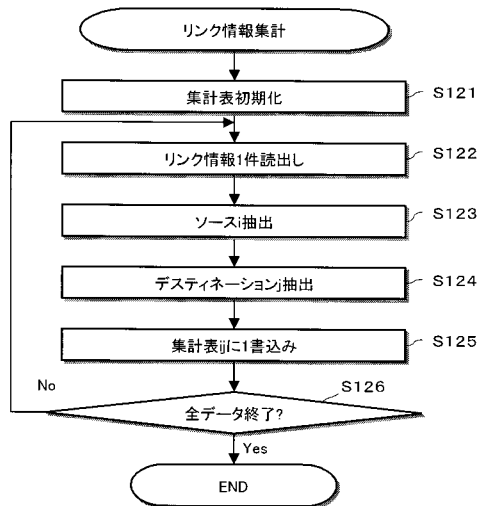 リンク情報集計
集計表初期化
S121
リンク情報1件読出し
S122
ソースi抽出
S123
デスティネーションj抽出
S124
集計表ijに1書込み
S125
S126
No
全データ終了?
Yes
END